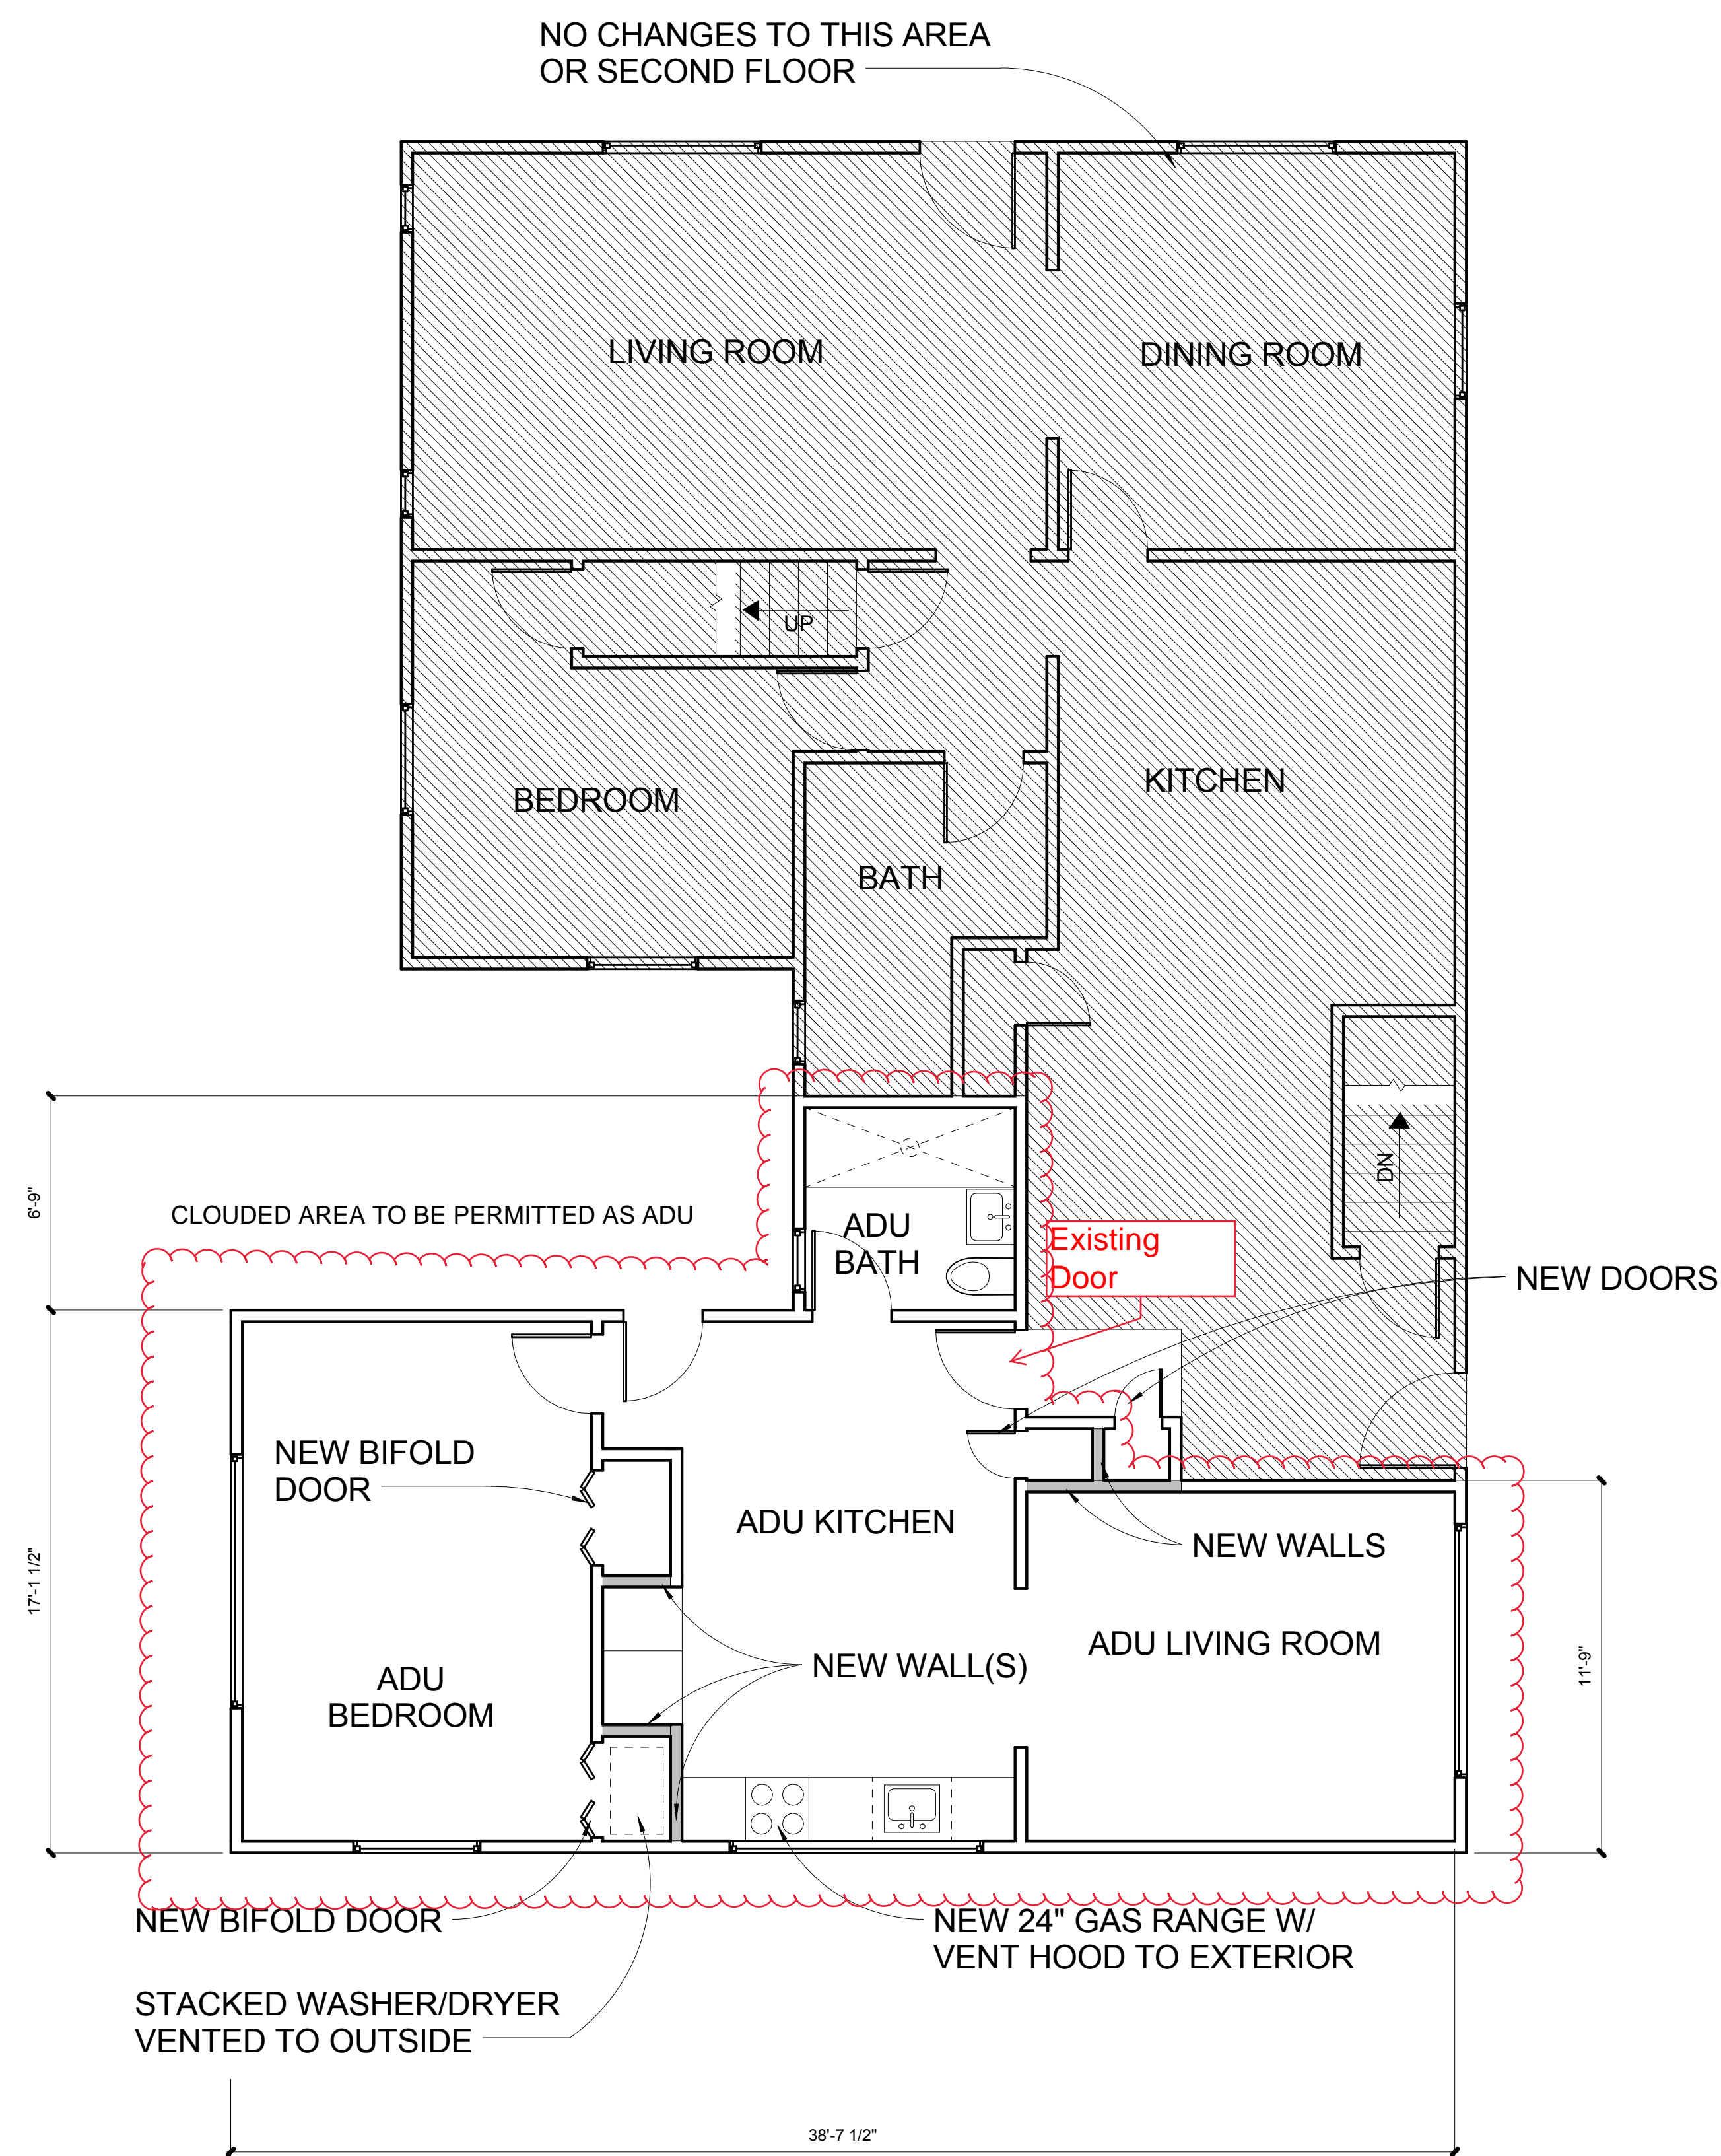 NO CHANGES TO THIS AREA
OR SECOND FLOOR
LIVING ROOM
DINING ROOM
UP
BEDROOM
KITCHEN
BATH
DN
6'-9"
CLOUDED AREA TO BE PERMITTED AS ADU
ADU
BATH
Existing
Door
NEW DOORS
NEW BIFOLD
DOOR
ADU KITCHEN
NEW WALLS
17'-1 1/2"
ADU LIVING ROOM
11'-9"
ADU
BEDROOM
NEW WALL(S)
NEW BIFOLD DOOR
NEW 24" GAS RANGE W/
VENT HOOD TO EXTERIOR
STACKED WASHER/DRYER
VENTED TO OUTSIDE
38'-7 1/2"